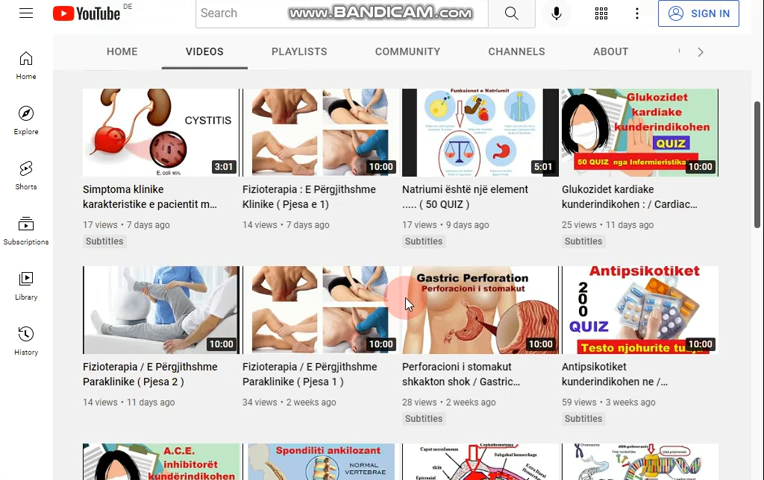 YouTube DE
Search
www.BANDICAM.com
SIGN IN
HOME
VIDEOS
PLAYLISTS
COMMUNITY
CHANNELS
ABOUT
Home
Explore
Shorts
Subscriptions
Library
History
CYSTITIS
E. coli 90%
3:01
Simptoma klinike
karakteristike e pacientit m...
17 views • 7 days ago
Subtitles
10:00
Fizioterapia : E Përgjithshme
Klinike ( Pjesa e 1)
14 views • 7 days ago
Funksionet e Natriumit
5:01
Natriumi është një element
..... ( 50 QUIZ )
17 views • 9 days ago
Subtitles
Glukozidet
kardiake
kunderindikohen
QUIZ
50 QUIZ nga Infermieristika
10:00
Glukozidet kardiake
kunderindikohen : / Cardiac...
25 views • 11 days ago
Subtitles
10:00
Fizioterapia / E Përgjithshme
Paraklinike ( Pjesa 2 )
14 views • 11 days ago
10:00
Fizioterapia / E Përgjithshme
Paraklinike ( Pjesa 1 )
34 views • 2 weeks ago
Gastric Perforation
Perforacioni i stomakut
10:00
Perforacioni i stomakut
shkakton shok / Gastric...
28 views • 2 weeks ago
Subtitles
Antipsikotiket
200
QUIZ
Testo njohurite
10:00
Antipsikotiket
kunderindikohen ne /...
59 views • 3 weeks ago
Subtitles
A.C.E.
inhibitorët
kundërindikohen
Spondiliti ankilozant
NORMAL
VERTEBRAE